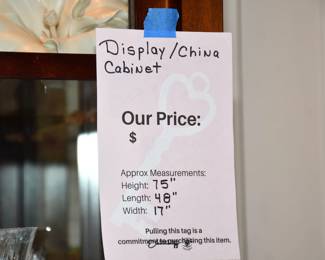 Display/China
Cabinet
Our Price:
$
Approx Measurements:
Height: 75"
Length: 48"
Width: 17"
Pulling this tag is a
commitment to purchasing this item.